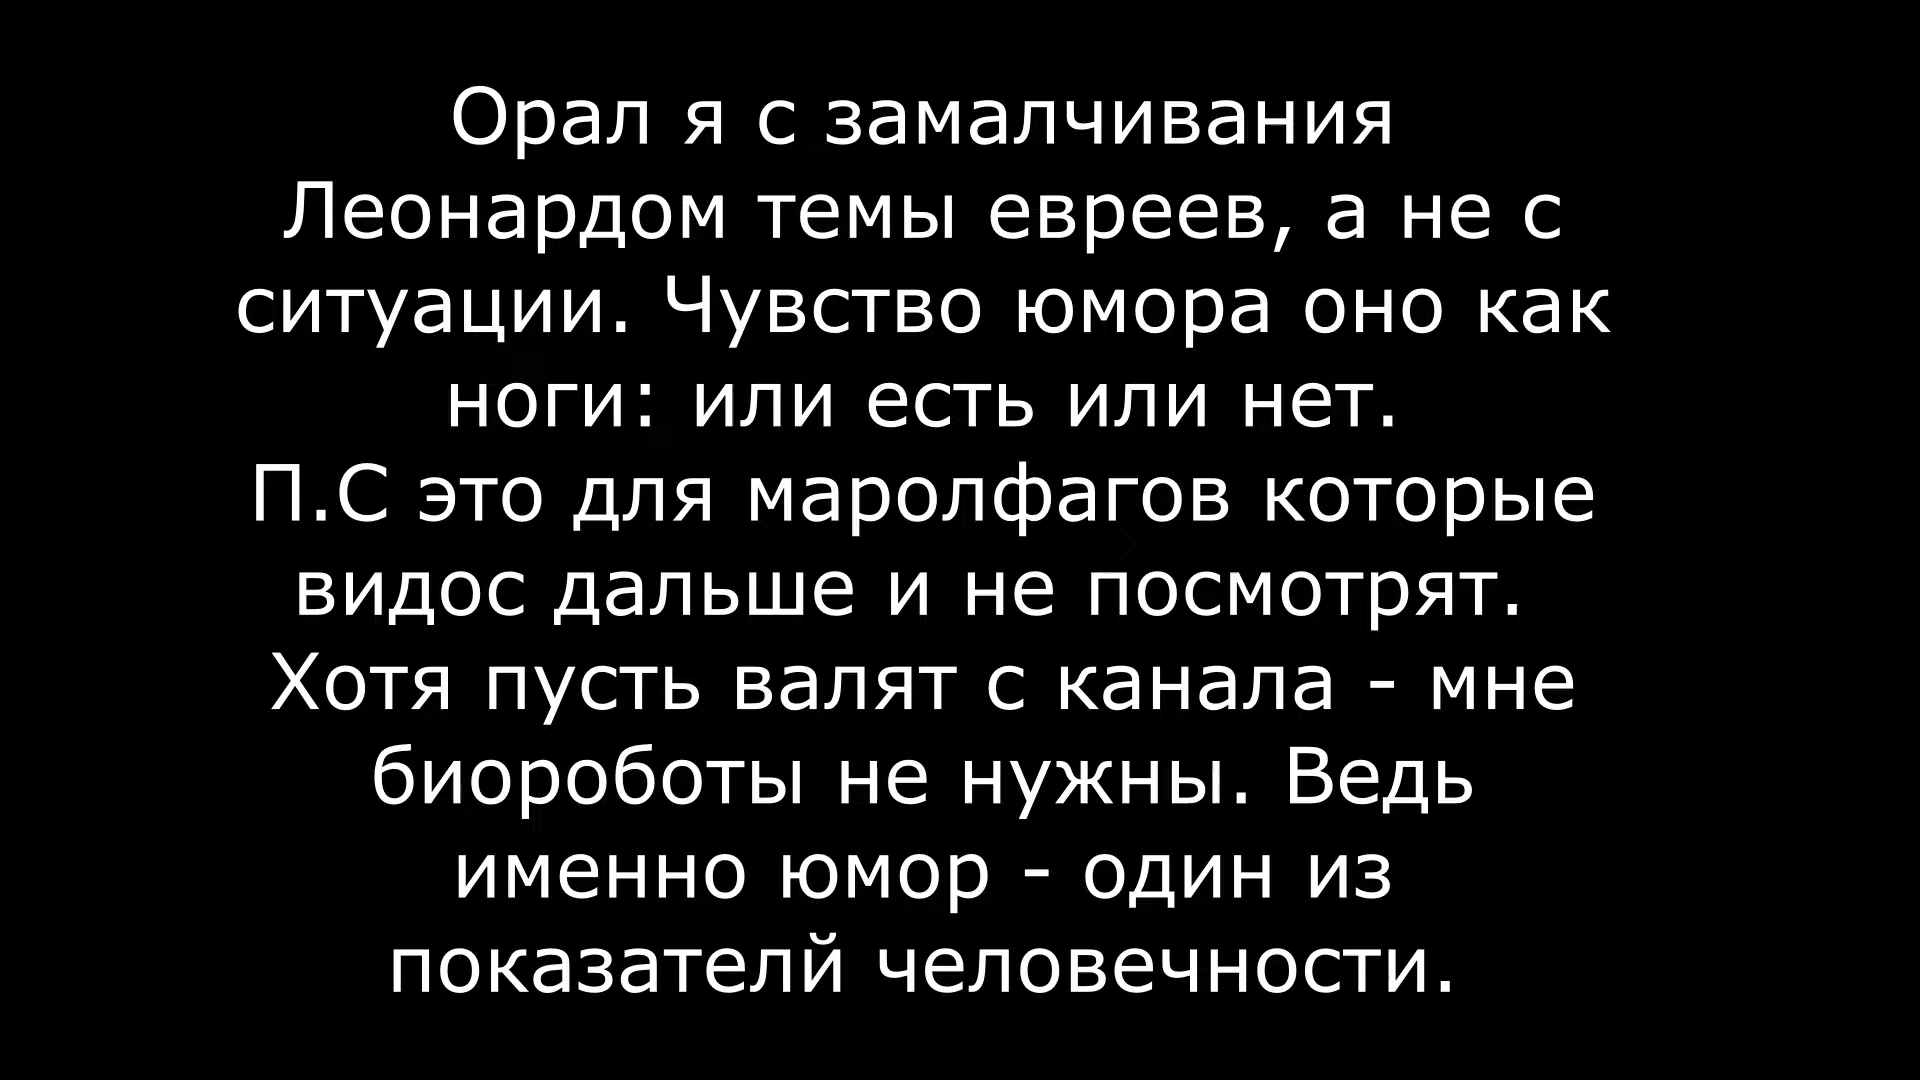 Орал я с замалчивания
Леонардом темы евреев, а не с
ситуации. Чувство юмора оно как
ноги: или есть или нет.
П.С это для маролфагов которые
видос дальше и не посмотрят.
Хотя пусть валят с канала - мне
биороботы не нужны. Ведь
именно юмор - один из
показателй человечности.